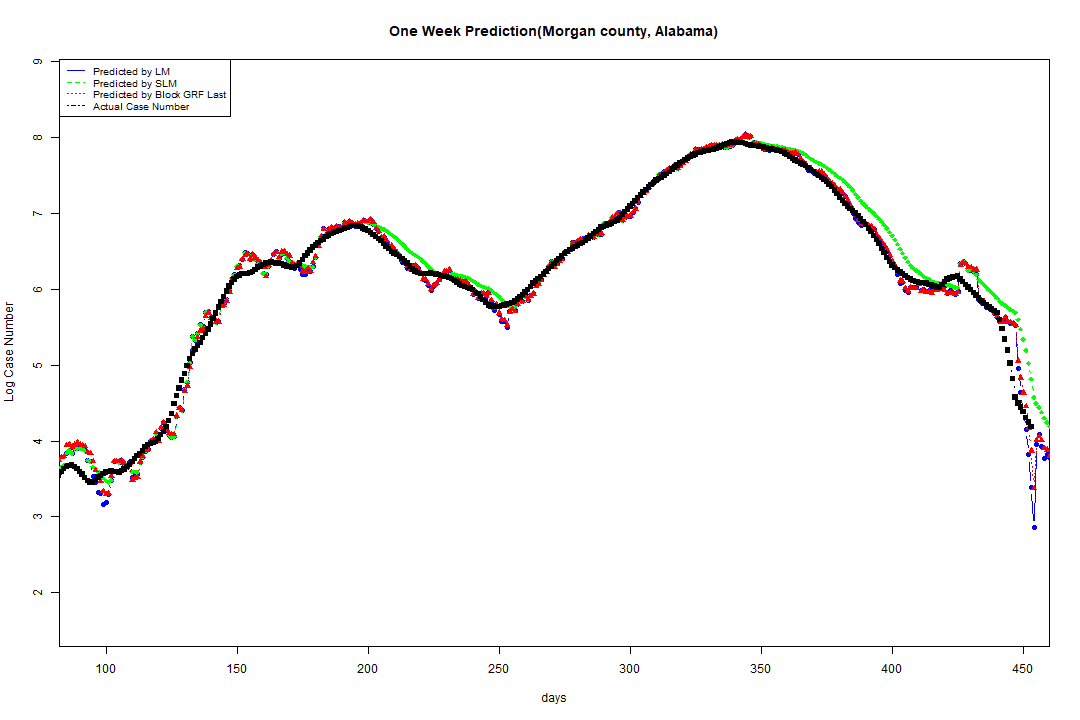 One Week Prediction(Morgan county, Alabama)
Predicted by LM
Predicted by SLM
Predicted by Block GRF Last
Actual Case Number
Log Case Number
9
8
7
6
5
4
3
2
100 150 200 250 300 350 400 450
days